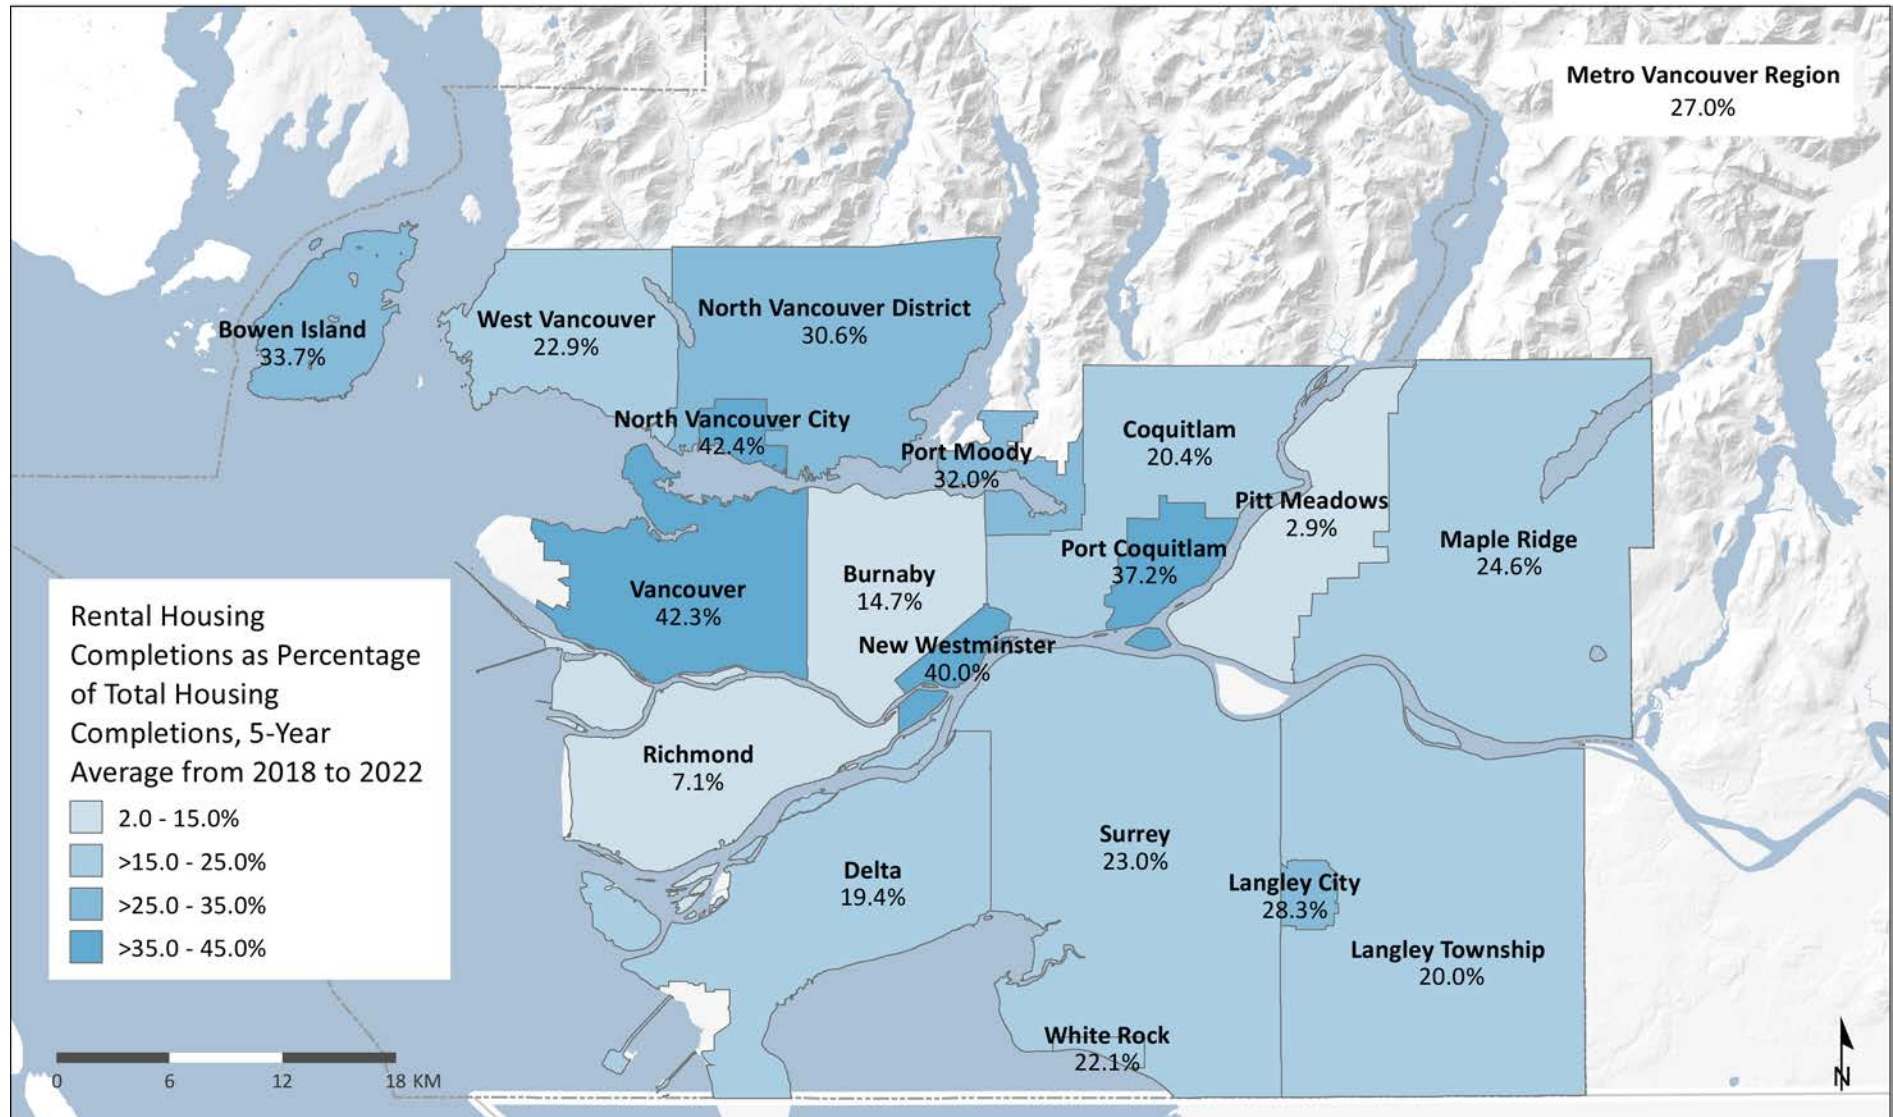 Metro Vancouver Region
27.0%
Bowen Island
33.7%
West Vancouver
22.9%
North Vancouver District
30.6%
North Vancouver City
42.4%
Port Moody
32.0%
Coquitlam
20.4%
Pitt Meadows
2.9%
Maple Ridge
24.6%
Port Coquitlam
37.2%
Vancouver
42.3%
Burnaby
14.7%
New Westminster
40.0%
Richmond
7.1%
Delta
19.4%
Surrey
23.0%
Langley City
28.3%
Langley Township
20.0%
White Rock
22.1%
Rental Housing
Completions as Percentage
of Total Housing
Completions, 5-Year
Average from 2018 to 2022
2.0 - 15.0%
>15.0 - 25.0%
>25.0 - 35.0%
>35.0 - 45.0%
0 6 12 18 KM
N